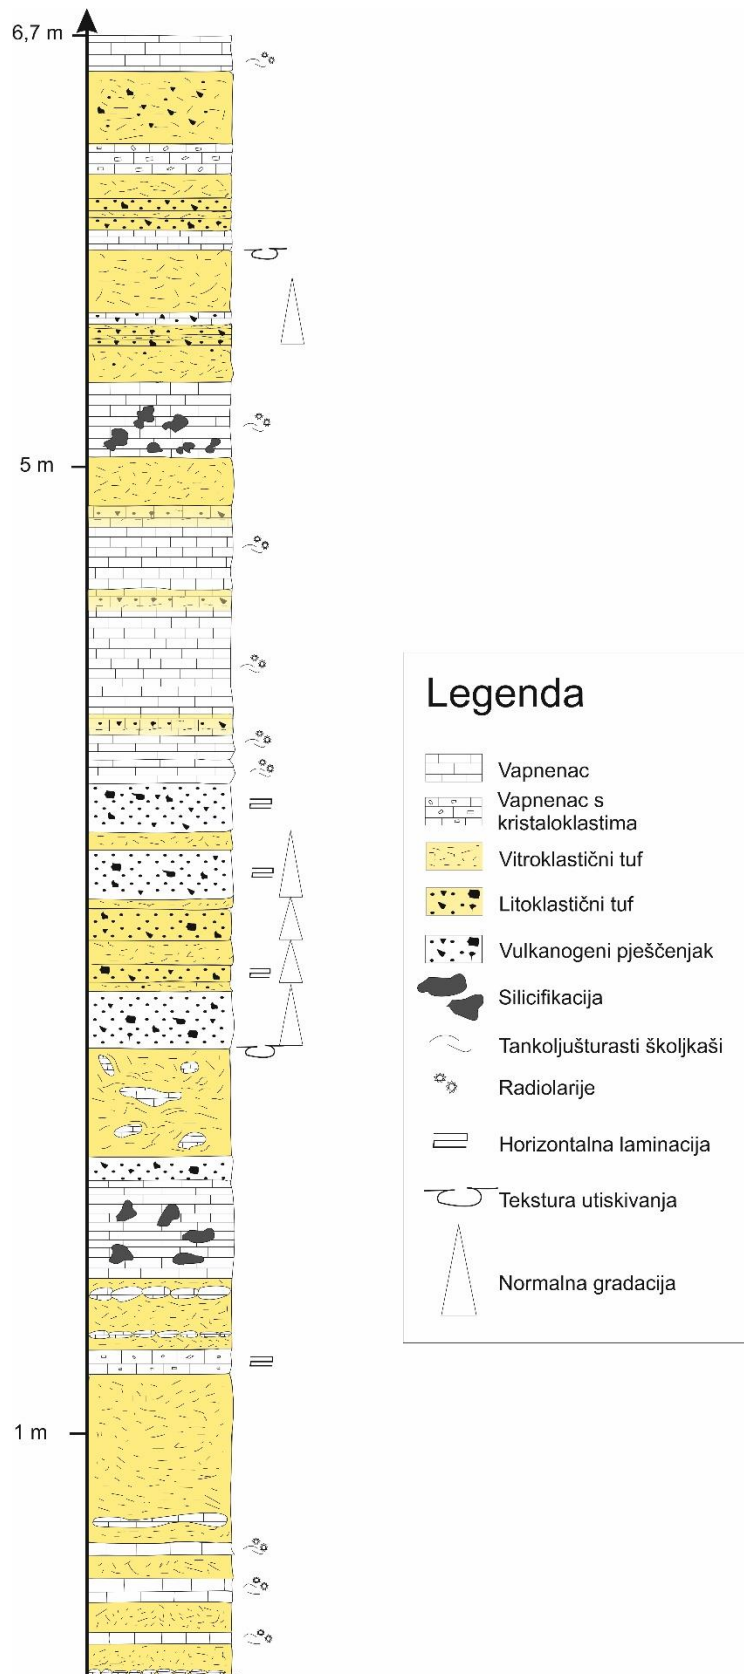 6,7 m
5 m
1 m
Legenda
Vapnenac
Vapnenac s
kristaloklastima
Vitroklastični tuf
Litoklastični tuf
Vulkanogeni pješčenjak
Silicifikacija
Tankoljušturasti školjkaši
Radiolarije
Horizontalna laminacija
Tekstura utiskivanja
Normalna gradacija